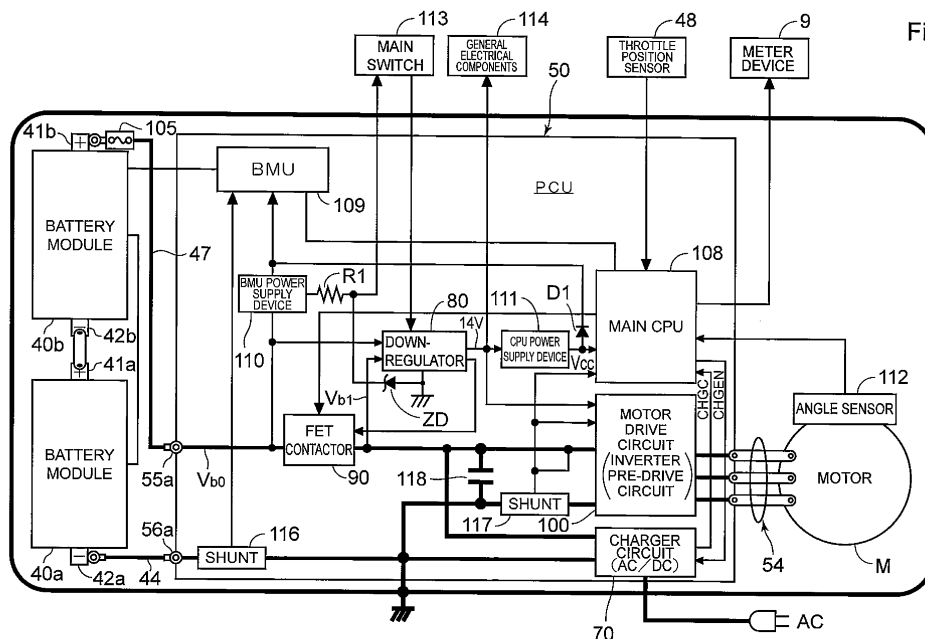 113
114
48
9
Fi
MAIN
SWITCH
GENERAL
ELECTRICAL
COMPONENTS
THROTTLE
POSITION
SENSOR
METER
DEVICE
50
41b
105
+
BMU
109
PCU
BATTERY
MODULE
47
108
R1
BMU POWER
SUPPLY
DEVICE
110
80
14V
111
D1
MAIN CPU
DOWN-
REGULATOR
CPU POWER
SUPPLY DEVICE
Vcc
40b
42b
41a
+
Vb1
ZD
CHGC
CHGEN
112
ANGLE SENSOR
BATTERY
MODULE
FET
CONTACTOR
90
MOTOR
DRIVE
CIRCUIT
(INVERTER
PRE-DRIVE
CIRCUIT)
MOTOR
55a
Vb0
118
SHUNT
117
100
56a
116
SHUNT
CHARGER
CIRCUIT
(AC/DC)
54
M
40a
42a
44
70
AC